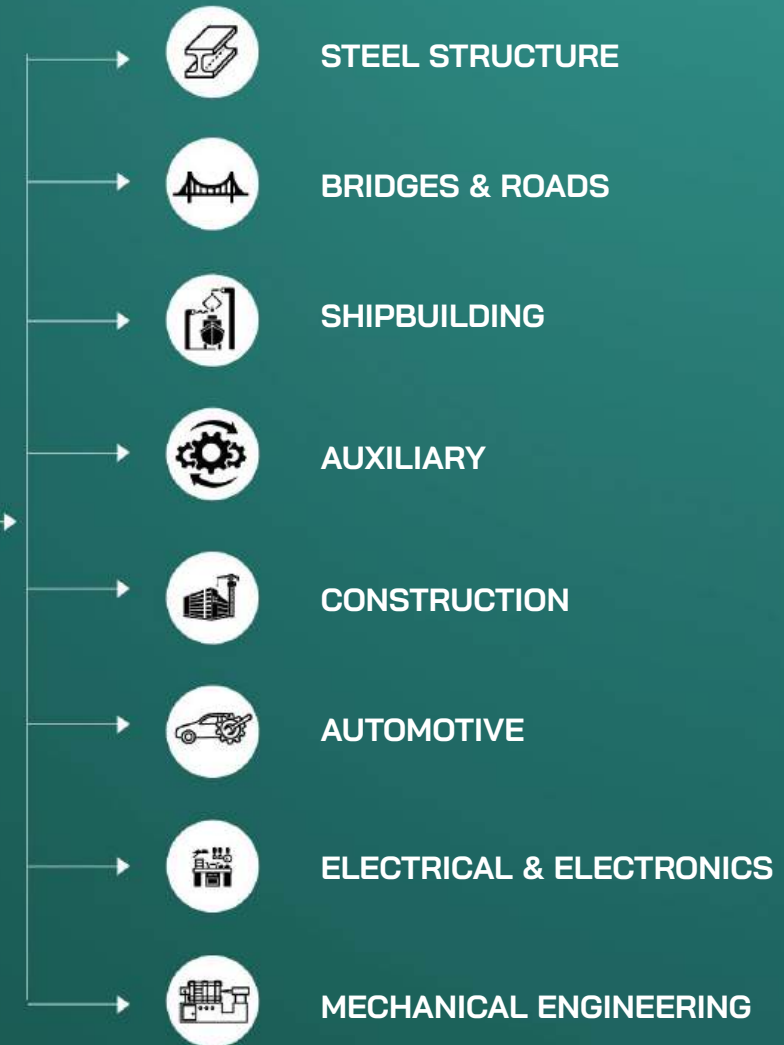 STEEL STRUCTURE
BRIDGES & ROADS
SHIPBUILDING
AUXILIARY
CONSTRUCTION
AUTOMOTIVE
ELECTRICAL & ELECTRONICS
MECHANICAL ENGINEERING